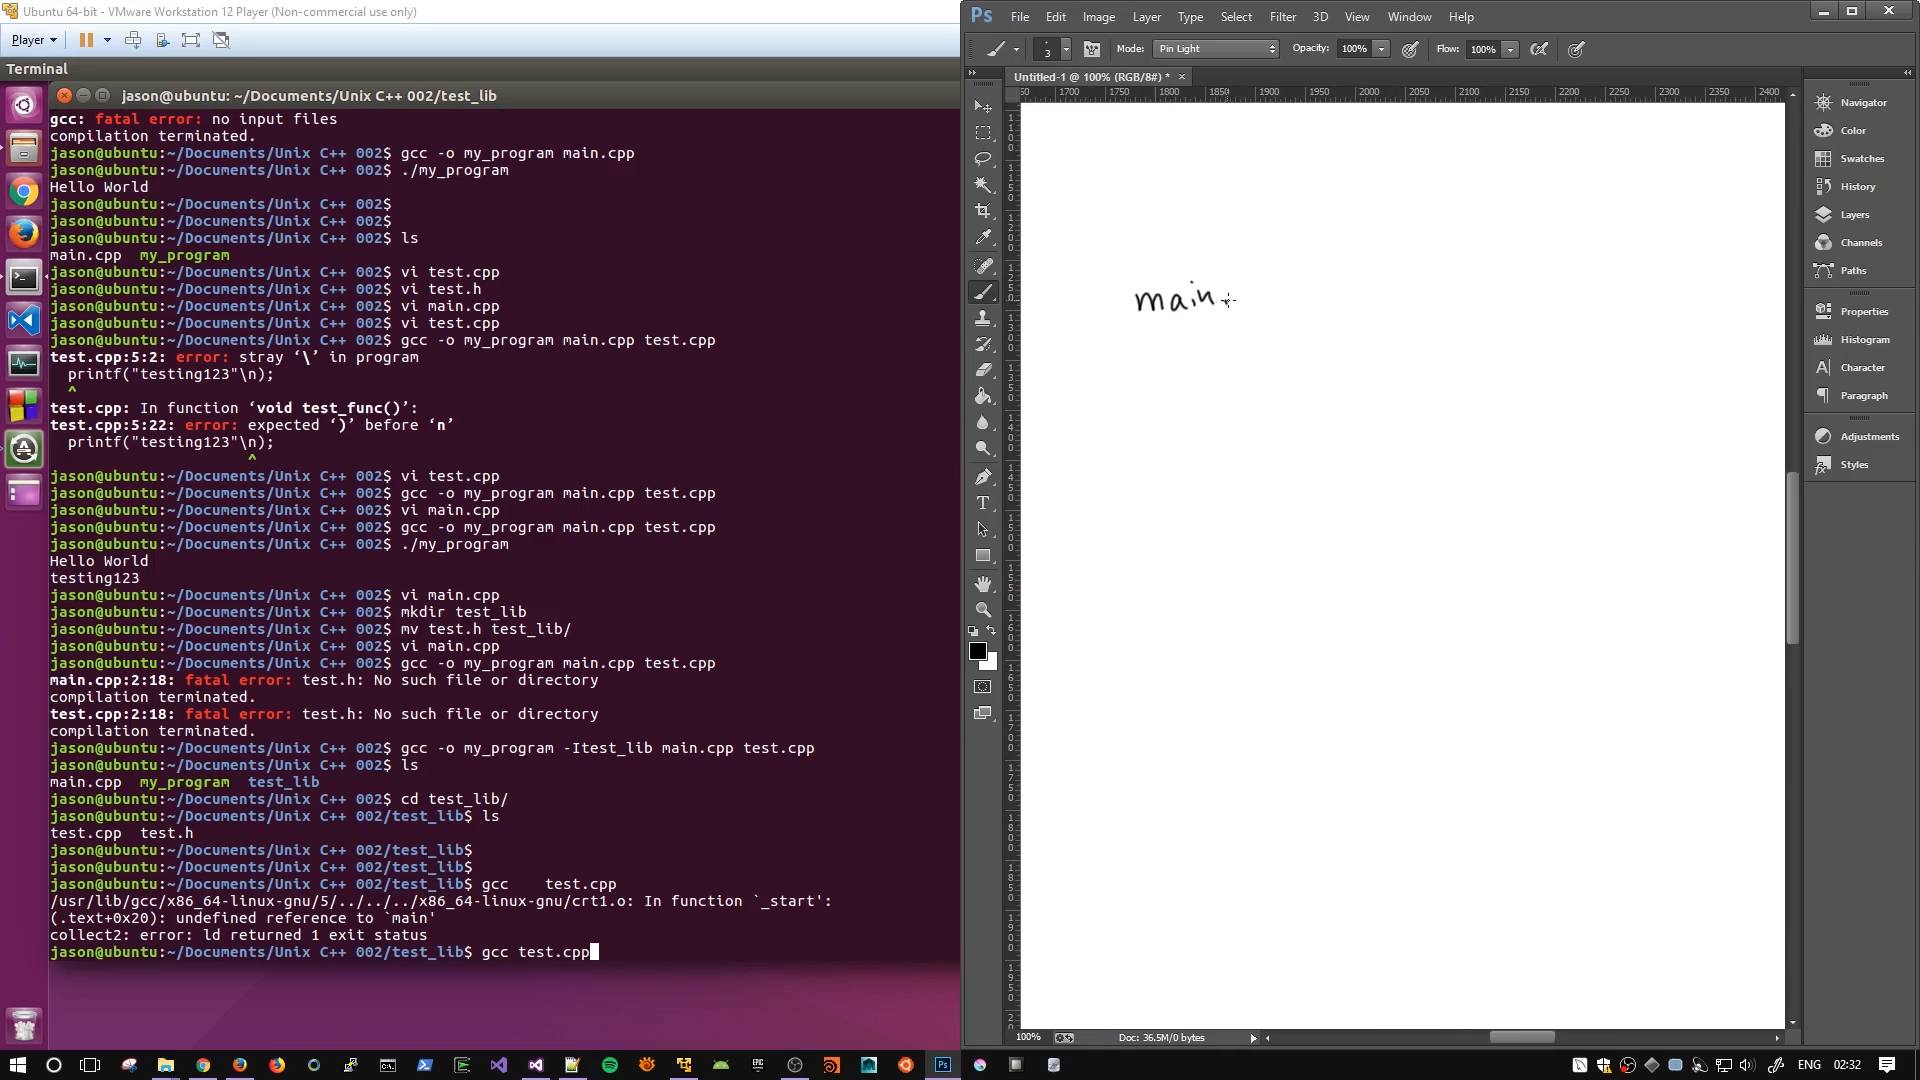 Ubuntu 64-bit - VMware Workstation 12 Player (Non-commercial use only)
Player
Terminal
jason@ubuntu: ~/Documents/Unix C++ 002/test_lib
gcc: fatal error: no input files
compilation terminated.
jason@ubuntu:~/Documents/Unix C++ 002$ gcc -o my_program main.cpp
jason@ubuntu:~/Documents/Unix C++ 002$ ./my_program
Hello World
jason@ubuntu:~/Documents/Unix C++ 002$
jason@ubuntu:~/Documents/Unix C++ 002$
jason@ubuntu:~/Documents/Unix C++ 002$ ls
main.cpp  my_program
jason@ubuntu:~/Documents/Unix C++ 002$ vi test.cpp
jason@ubuntu:~/Documents/Unix C++ 002$ vi test.h
jason@ubuntu:~/Documents/Unix C++ 002$ vi main.cpp
jason@ubuntu:~/Documents/Unix C++ 002$ vi test.cpp
jason@ubuntu:~/Documents/Unix C++ 002$ gcc -o my_program main.cpp test.cpp
test.cpp:5:2: error: stray ‘\’ in program
printf("testing123"\n);
^
test.cpp: In function ‘void test_func()’:
test.cpp:5:22: error: expected ‘)’ before ‘n’
printf("testing123"\n);
^
jason@ubuntu:~/Documents/Unix C++ 002$ vi test.cpp
jason@ubuntu:~/Documents/Unix C++ 002$ gcc -o my_program main.cpp test.cpp
jason@ubuntu:~/Documents/Unix C++ 002$ vi main.cpp
jason@ubuntu:~/Documents/Unix C++ 002$ gcc -o my_program main.cpp test.cpp
jason@ubuntu:~/Documents/Unix C++ 002$ ./my_program
Hello World
testing123
jason@ubuntu:~/Documents/Unix C++ 002$ vi main.cpp
jason@ubuntu:~/Documents/Unix C++ 002$ mkdir test_lib
jason@ubuntu:~/Documents/Unix C++ 002$ mv test.h test_lib/
jason@ubuntu:~/Documents/Unix C++ 002$ vi main.cpp
jason@ubuntu:~/Documents/Unix C++ 002$ gcc -o my_program main.cpp test.cpp
main.cpp:2:18: fatal error: test.h: No such file or directory
compilation terminated.
test.cpp:2:18: fatal error: test.h: No such file or directory
compilation terminated.
jason@ubuntu:~/Documents/Unix C++ 002$ gcc -o my_program -Itest_lib main.cpp test.cpp
jason@ubuntu:~/Documents/Unix C++ 002$ ls
main.cpp  my_program  test_lib
jason@ubuntu:~/Documents/Unix C++ 002$ cd test_lib/
jason@ubuntu:~/Documents/Unix C++ 002/test_lib$ ls
test.cpp  test.h
jason@ubuntu:~/Documents/Unix C++ 002/test_lib$
jason@ubuntu:~/Documents/Unix C++ 002/test_lib$
jason@ubuntu:~/Documents/Unix C++ 002/test_lib$ gcc    test.cpp
/usr/lib/gcc/x86_64-linux-gnu/5/../../../x86_64-linux-gnu/crt1.o: In function `_start':
(.text+0x20): undefined reference to `main'
collect2: error: ld returned 1 exit status
jason@ubuntu:~/Documents/Unix C++ 002/test_lib$ gcc test.cpp
Ps File Edit Image Layer Type Select Filter 3D View Window Help
3 Mode: Pin Light Opacity: 100% Flow: 100%
Untitled-1 @ 100% (RGB/8#) * ×
1700 1750 1800 1850 1900 1950 2000 2050 2100 2150 2200 2250 2300 2350 2400
main
Navigator
Color
Swatches
History
Layers
Channels
Paths
Properties
Histogram
Character
Paragraph
Adjustments
Styles
100% Doc: 36.5M/0 bytes
ENG 02:32